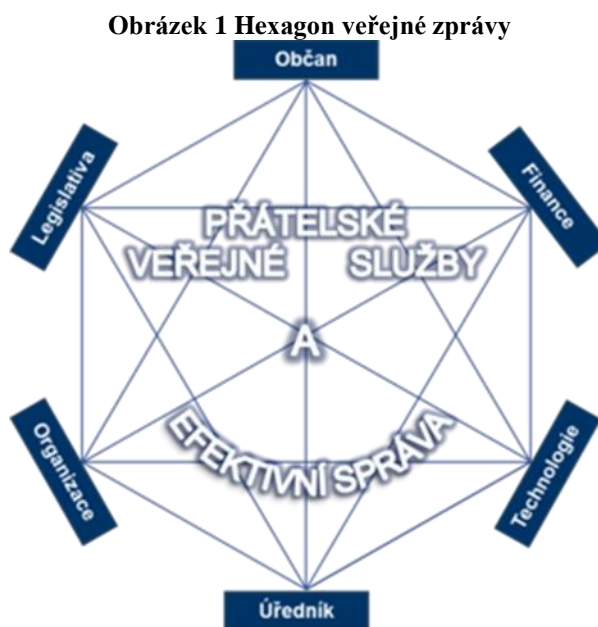 Obrázek 1 Hexagon veřejné zprávy
Občan
Legislativa
Finance
PŘÁTELSKÉ
VEŘEJNÉ SLUŽBY
A
EFEKTIVNÍ SPRÁVA
Organizace
Technologie
Úředník